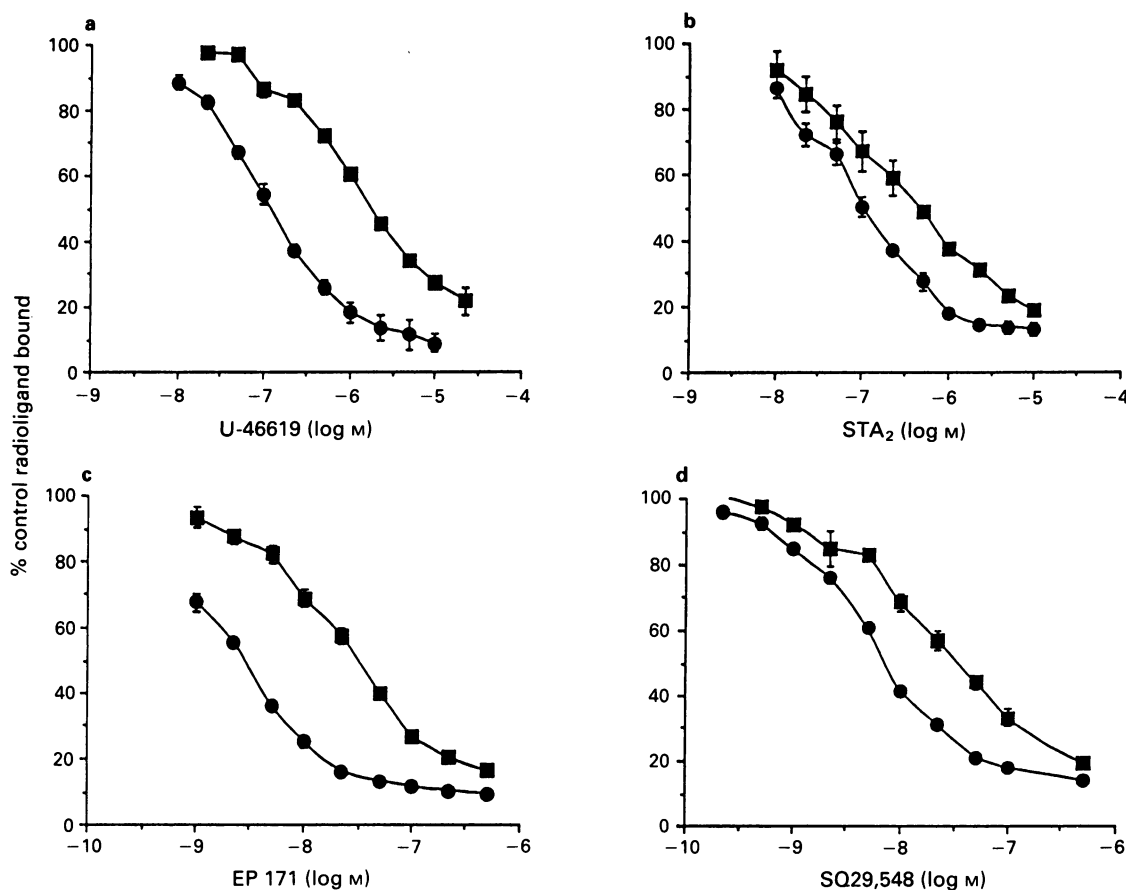 a
100
80
60
40
20
0
−9 −8 −7 −6 −5 −4
U-46619 (log M)
b
100
80
60
40
20
0
−9 −8 −7 −6 −5 −4
STA₂ (log M)
% control radioligand bound
c
100
80
60
40
20
0
−10 −9 −8 −7 −6
EP 171 (log M)
d
100
80
60
40
20
0
−10 −9 −8 −7 −6
SQ29,548 (log M)